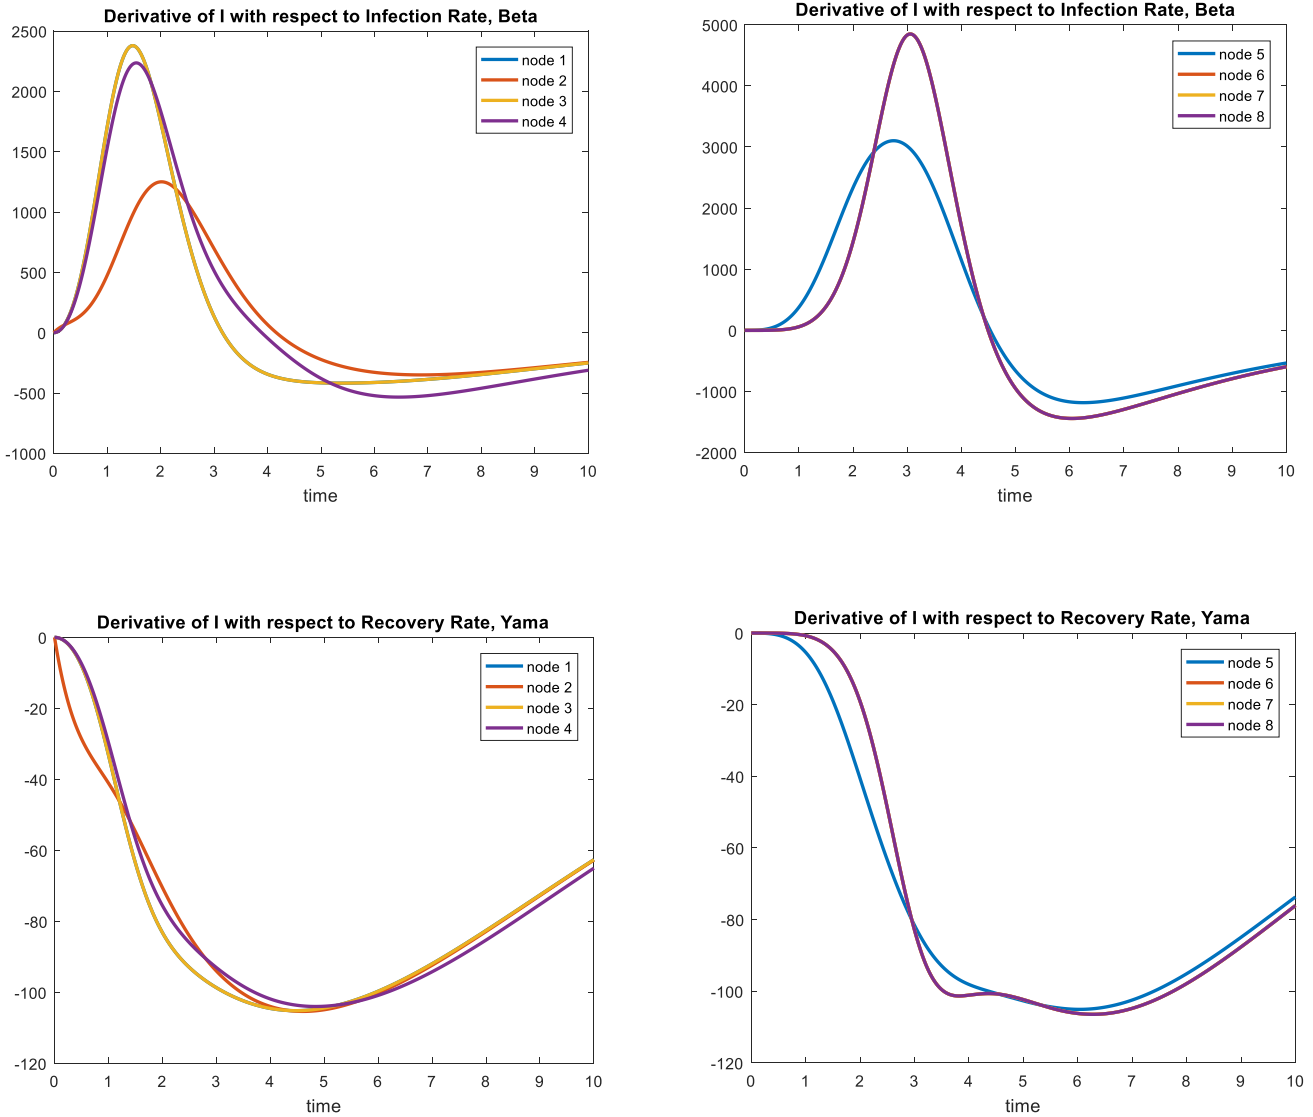 Derivative of I with respect to Infection Rate, Beta
2500
2000
1500
1000
500
0
-500
-1000
0 1 2 3 4 5 6 7 8 9 10
time
node 1
node 2
node 3
node 4
Derivative of I with respect to Infection Rate, Beta
5000
4000
3000
2000
1000
0
-1000
-2000
0 1 2 3 4 5 6 7 8 9 10
time
node 5
node 6
node 7
node 8
Derivative of I with respect to Recovery Rate, Yama
0
-20
-40
-60
-80
-100
-120
0 1 2 3 4 5 6 7 8 9 10
time
node 1
node 2
node 3
node 4
Derivative of I with respect to Recovery Rate, Yama
0
-20
-40
-60
-80
-100
-120
0 1 2 3 4 5 6 7 8 9 10
time
node 5
node 6
node 7
node 8